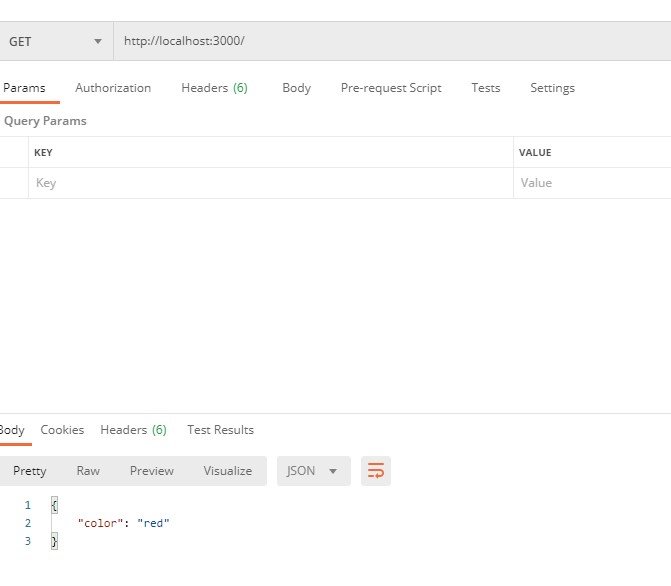 GET http://localhost:3000/
Params Authorization Headers (6) Body Pre-request Script Tests Settings
Query Params
KEY VALUE
Key Value
Body Cookies Headers (6) Test Results
Pretty Raw Preview Visualize JSON
1 {
2 "color": "red"
3 }